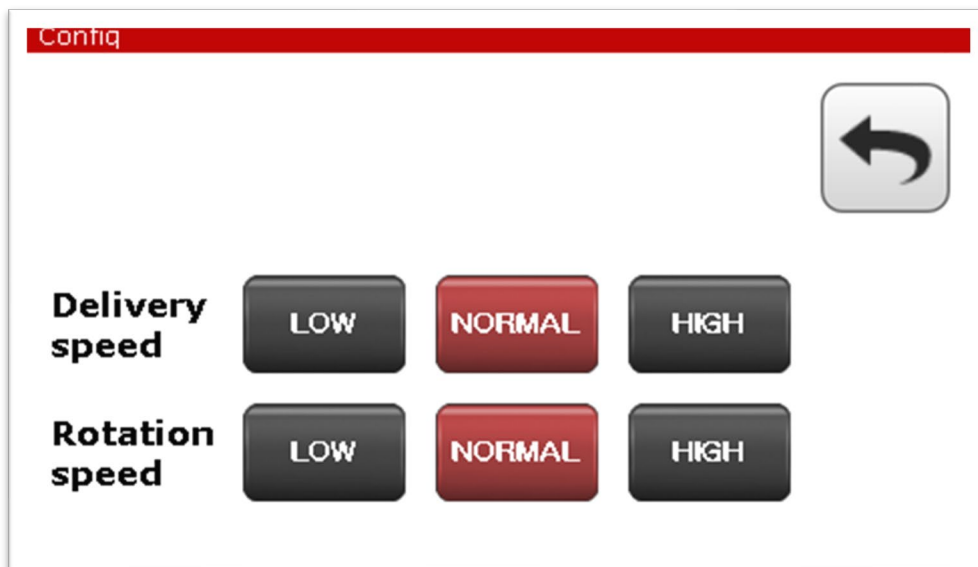 Config
Delivery
speed
LOW
NORMAL
HIGH
Rotation
speed
LOW
NORMAL
HIGH